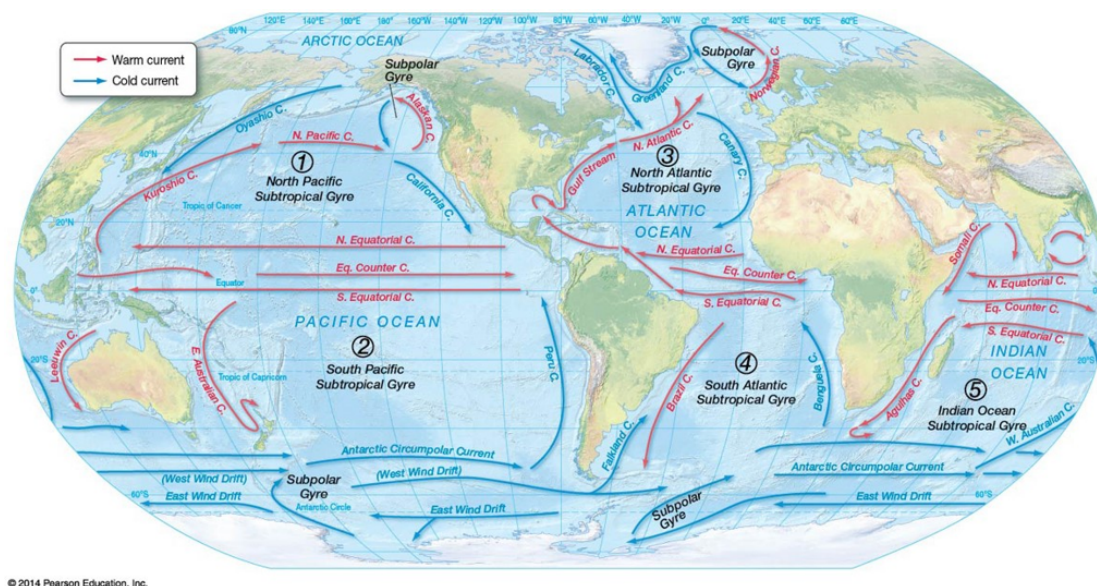 120°E 140°E 160°E 180° 160°W 140°W 120°W 100°W 80°W 60°W 40°W 20°W 0° 20°E 40°E 60°E 80°E
80°N
ARCTIC OCEAN
Warm current
Cold current
Subpolar
Gyre
Subpolar
Gyre
Labrador C.
Greenland C.
Norwegian C.
Alaskan C.
Oyashio C.
N. Pacific C.
N. Atlantic C.
Canary C.
40°N
1
North Pacific
Subtropical Gyre
3
North Atlantic
Subtropical Gyre
Kuroshio C.
California C.
Gulf Stream
Tropic of Cancer
ATLANTIC
OCEAN
20°N
Somali C.
N. Equatorial C.
N. Equatorial C.
N. Equatorial C.
Eq. Counter C.
Eq. Counter C.
Eq. Counter C.
Equator
0°
0°
S. Equatorial C.
S. Equatorial C.
S. Equatorial C.
PACIFIC OCEAN
INDIAN
OCEAN
Leeuwin C.
20°S
20°S
2
South Pacific
Subtropical Gyre
4
South Atlantic
Subtropical Gyre
5
Indian Ocean
Subtropical Gyre
E. Australian C.
Tropic of Capricorn
Peru C.
Brazil C.
Benguela C.
Agulhas C.
W. Australian C.
Falkland C.
Antarctic Circumpolar Current
Antarctic Circumpolar Current
(West Wind Drift)
(West Wind Drift)
Subpolar
Gyre
Subpolar
Gyre
60°S
60°S
East Wind Drift
East Wind Drift
East Wind Drift
Antarctic Circle
© 2014 Pearson Education, Inc.